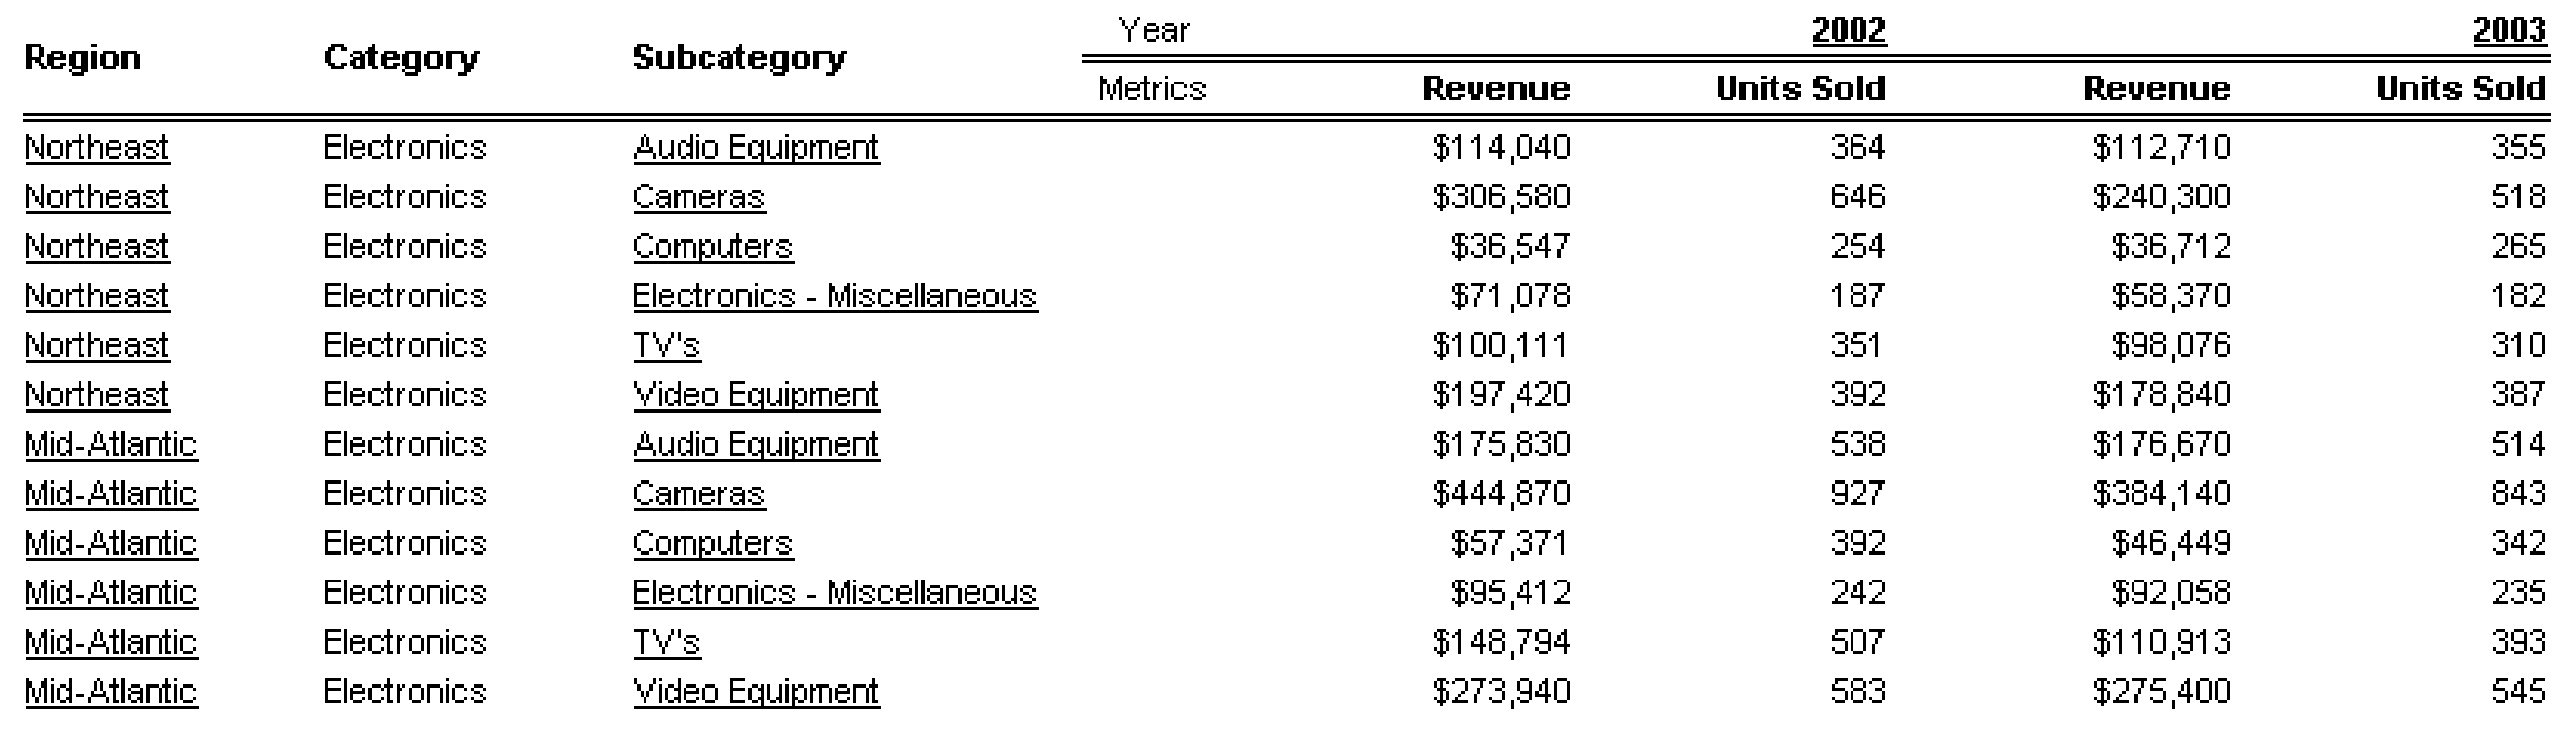 Year 2002 2003
Region Category Subcategory
Metrics Revenue Units Sold Revenue Units Sold
Northeast Electronics Audio Equipment $114,040 364 $112,710 355
Northeast Electronics Cameras $306,580 646 $240,300 518
Northeast Electronics Computers $36,547 254 $36,712 265
Northeast Electronics Electronics - Miscellaneous $71,078 187 $58,370 182
Northeast Electronics TV's $100,111 351 $98,076 310
Northeast Electronics Video Equipment $197,420 392 $178,840 387
Mid-Atlantic Electronics Audio Equipment $175,830 538 $176,670 514
Mid-Atlantic Electronics Cameras $444,870 927 $384,140 843
Mid-Atlantic Electronics Computers $57,371 392 $46,449 342
Mid-Atlantic Electronics Electronics - Miscellaneous $95,412 242 $92,058 235
Mid-Atlantic Electronics TV's $148,794 507 $110,913 393
Mid-Atlantic Electronics Video Equipment $273,940 583 $275,400 545